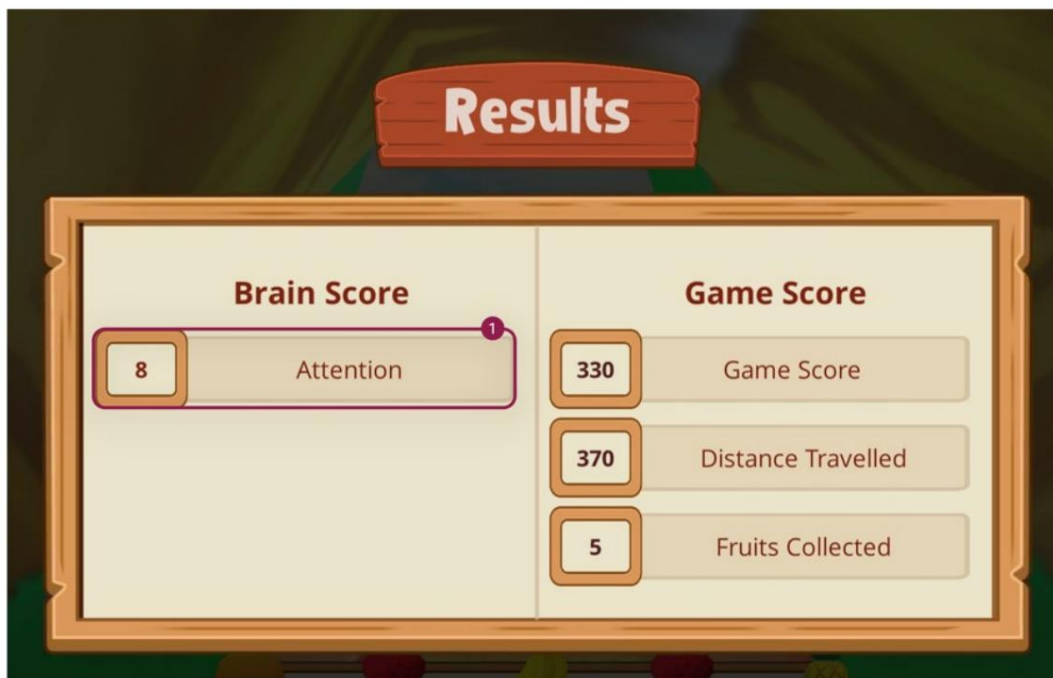 Results
Brain Score
1
8 Attention
Game Score
330 Game Score
370 Distance Travelled
5 Fruits Collected